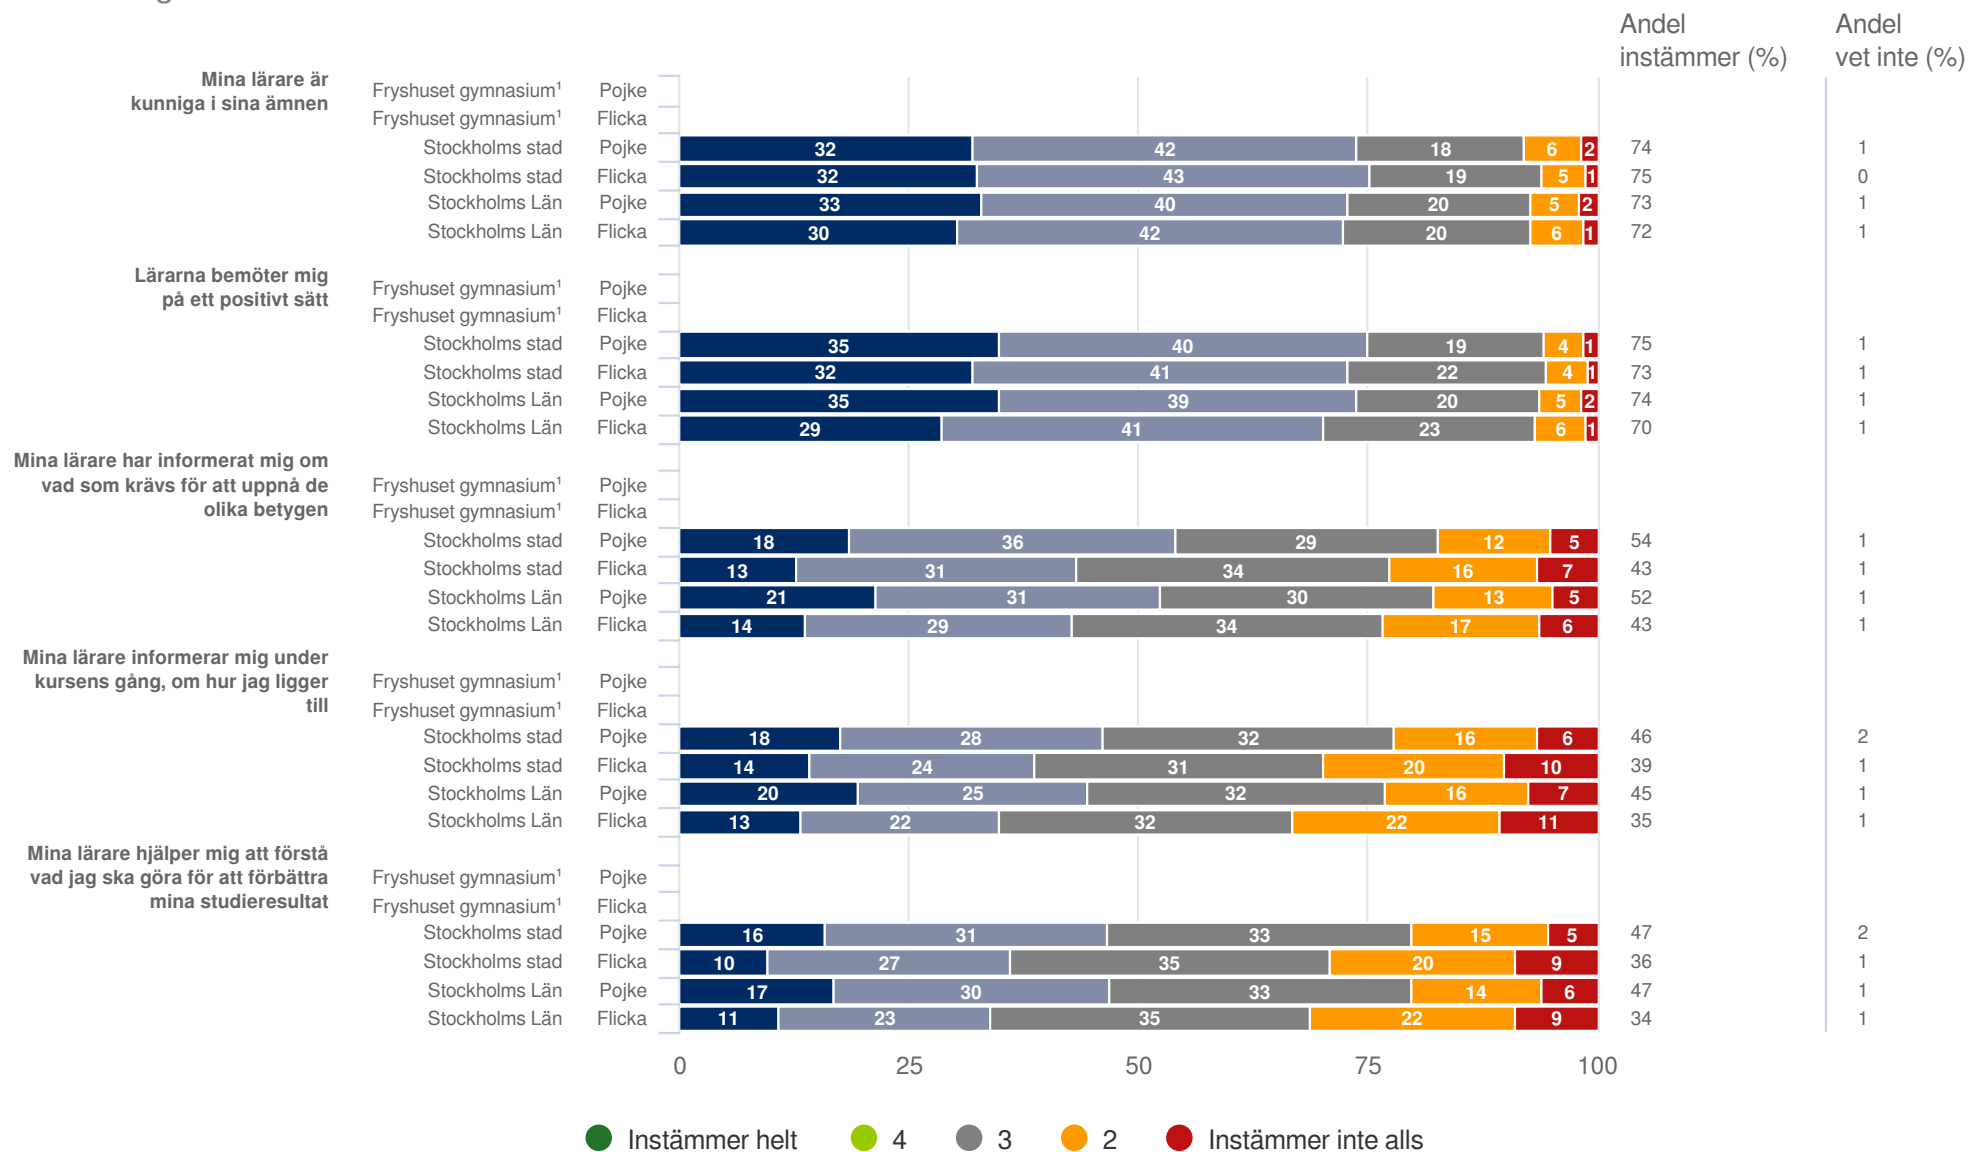 Andel
instämmer (%)
Andel
vet inte (%)
Mina lärare är
kunniga i sina ämnen
Fryshuset gymnasium¹ Pojke
Fryshuset gymnasium¹ Flicka
Stockholms stad Pojke 32 42 18 6 2 74 1
Stockholms stad Flicka 32 43 19 5 1 75 0
Stockholms Län Pojke 33 40 20 5 2 73 1
Stockholms Län Flicka 30 42 20 6 1 72 1
Lärarna bemöter mig
på ett positivt sätt
Fryshuset gymnasium¹ Pojke
Fryshuset gymnasium¹ Flicka
Stockholms stad Pojke 35 40 19 4 1 75 1
Stockholms stad Flicka 32 41 22 4 1 73 1
Stockholms Län Pojke 35 39 20 5 2 74 1
Stockholms Län Flicka 29 41 23 6 1 70 1
Mina lärare har informerat mig om
vad som krävs för att uppnå de
olika betygen
Fryshuset gymnasium¹ Pojke
Fryshuset gymnasium¹ Flicka
Stockholms stad Pojke 18 36 29 12 5 54 1
Stockholms stad Flicka 13 31 34 16 7 43 1
Stockholms Län Pojke 21 31 30 13 5 52 1
Stockholms Län Flicka 14 29 34 17 6 43 1
Mina lärare informerar mig under
kursens gång, om hur jag ligger
till
Fryshuset gymnasium¹ Pojke
Fryshuset gymnasium¹ Flicka
Stockholms stad Pojke 18 28 32 16 6 46 2
Stockholms stad Flicka 14 24 31 20 10 39 1
Stockholms Län Pojke 20 25 32 16 7 45 1
Stockholms Län Flicka 13 22 32 22 11 35 1
Mina lärare hjälper mig att förstå
vad jag ska göra för att förbättra
mina studieresultat
Fryshuset gymnasium¹ Pojke
Fryshuset gymnasium¹ Flicka
Stockholms stad Pojke 16 31 33 15 5 47 2
Stockholms stad Flicka 10 27 35 20 9 36 1
Stockholms Län Pojke 17 30 33 14 6 47 1
Stockholms Län Flicka 11 23 35 22 9 34 1
0 25 50 75 100
Instämmer helt 4 3 2 Instämmer inte alls